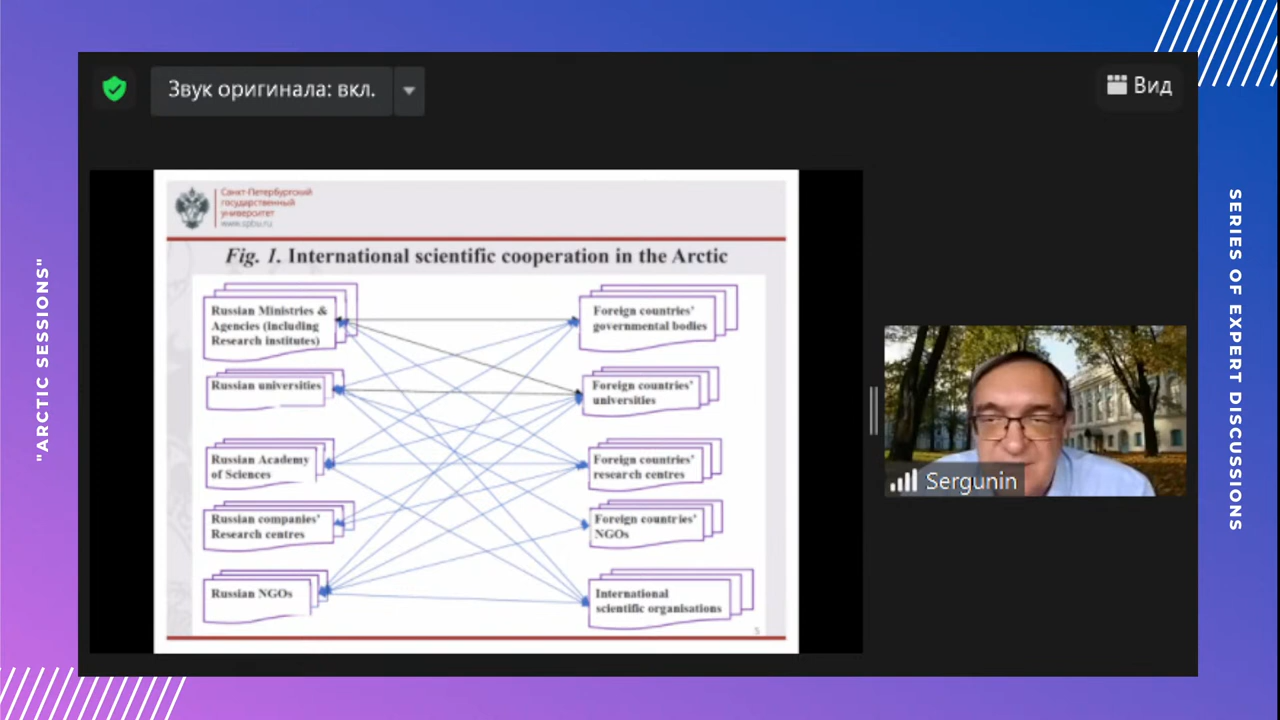 "ARCTIC SESSIONS"
Звук оригинала: вкл.
Вид
Санкт-Петербургский
государственный
университет
www.spbu.ru
Fig. 1. International scientific cooperation in the Arctic
Russian Ministries &
Agencies (including
Research institutes)
Foreign countries'
governmental bodies
Russian universities
Foreign countries'
universities
Russian Academy
of Sciences
Foreign countries'
research centres
Russian companies'
Research centres
Foreign countries'
NGOs
Russian NGOs
International
scientific organisations
5
Sergunin
SERIES OF EXPERT DISCUSSIONS